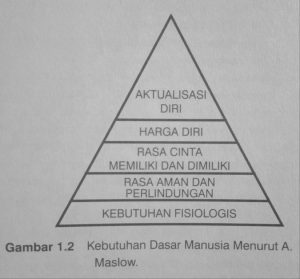 AKTUALISASI
DIRI
HARGA DIRI
RASA CINTA
MEMILIKI DAN DIMILIKI
RASA AMAN DAN
PERLINDUNGAN
KEBUTUHAN FISIOLOGIS
Gambar 1.2 Kebutuhan Dasar Manusia Menurut A.
Maslow.